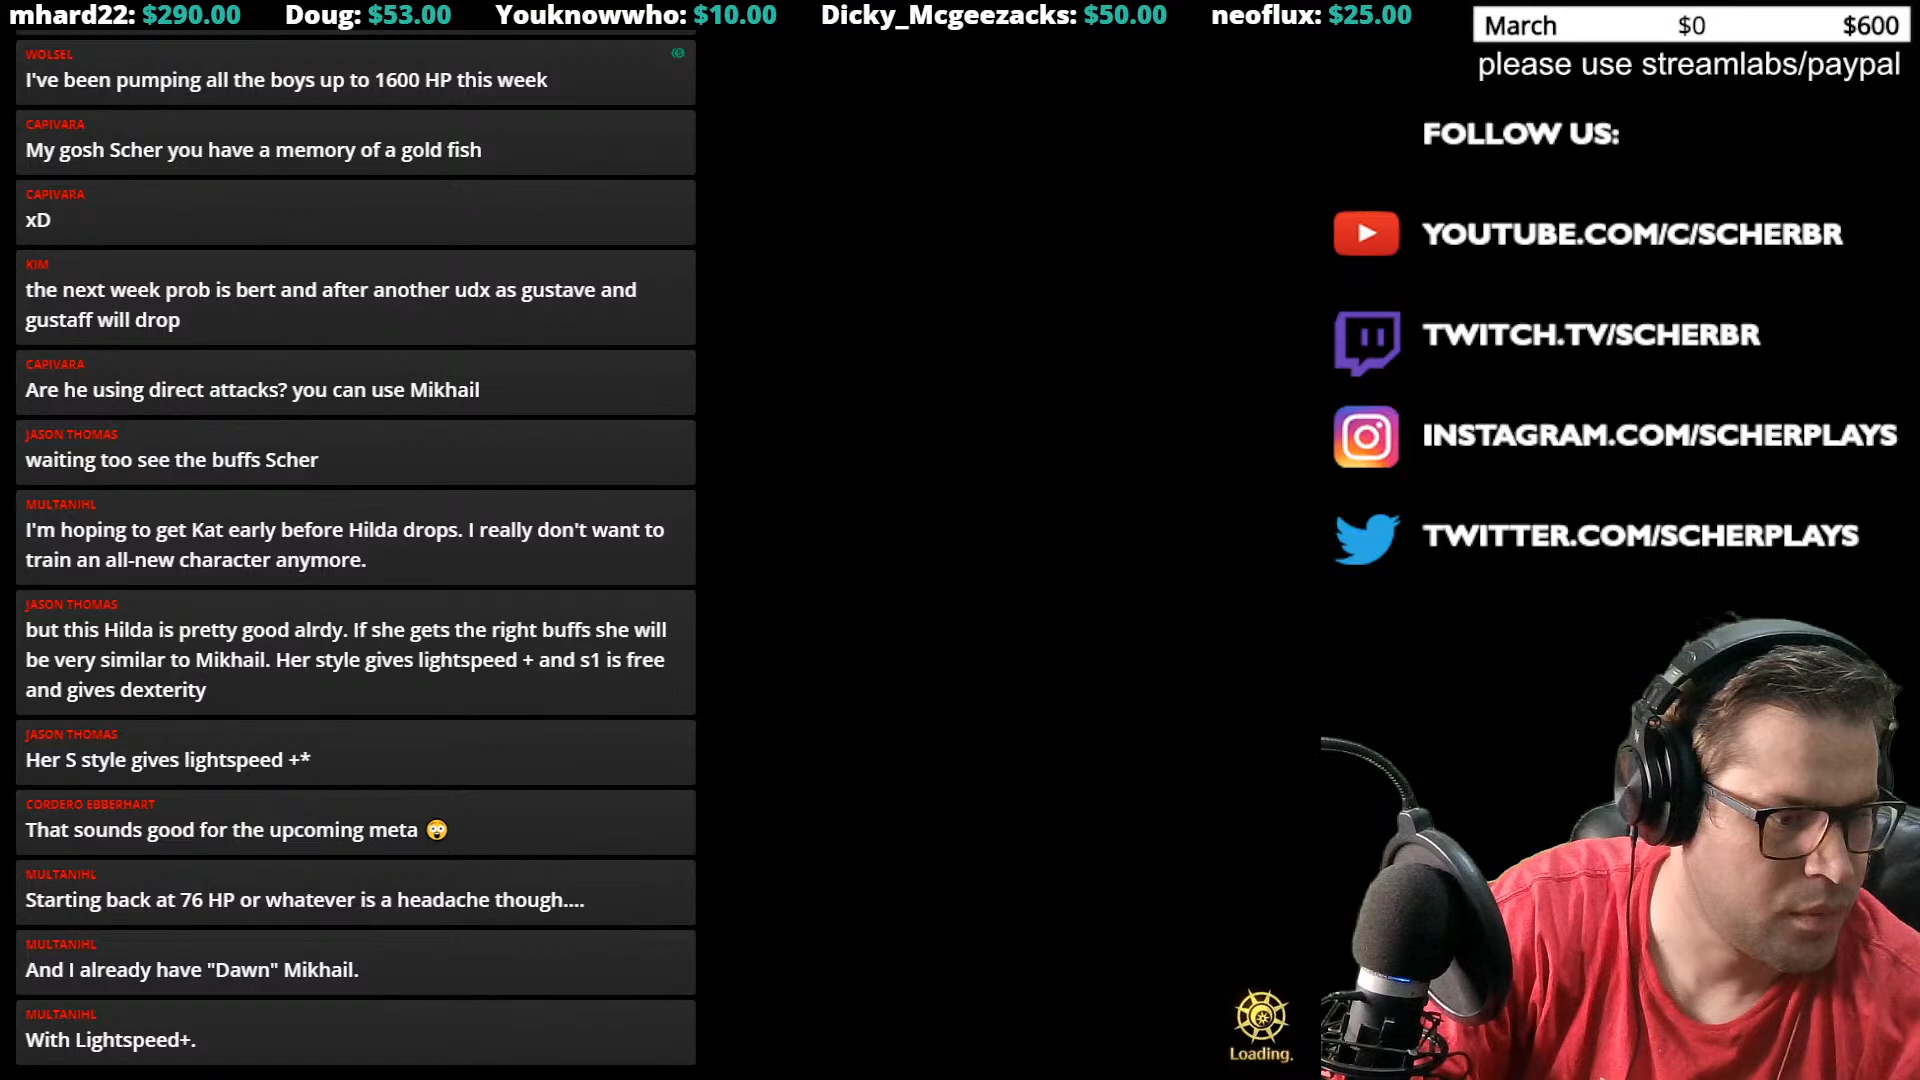 mhard22: $290.00 Doug: $53.00 Youknowwho: $10.00 Dicky_Mcgeezacks: $50.00 neoflux: $25.00
March $0 $600
please use streamlabs/paypal
WOLSEL
I've been pumping all the boys up to 1600 HP this week
CAPIVARA
My gosh Scher you have a memory of a gold fish
CAPIVARA
xD
KIM
the next week prob is bert and after another udx as gustave and
gustaff will drop
CAPIVARA
Are he using direct attacks? you can use Mikhail
JASON THOMAS
waiting too see the buffs Scher
MULTANIHL
I'm hoping to get Kat early before Hilda drops. I really don't want to
train an all-new character anymore.
JASON THOMAS
but this Hilda is pretty good alrdy. If she gets the right buffs she will
be very similar to Mikhail. Her style gives lightspeed + and s1 is free
and gives dexterity
JASON THOMAS
Her S style gives lightspeed +*
CORDERO EBBERHART
That sounds good for the upcoming meta 😲
MULTANIHL
Starting back at 76 HP or whatever is a headache though....
MULTANIHL
And I already have "Dawn" Mikhail.
MULTANIHL
With Lightspeed+.
FOLLOW US:
YOUTUBE.COM/C/SCHERBR
TWITCH.TV/SCHERBR
INSTAGRAM.COM/SCHERPLAYS
TWITTER.COM/SCHERPLAYS
Loading.